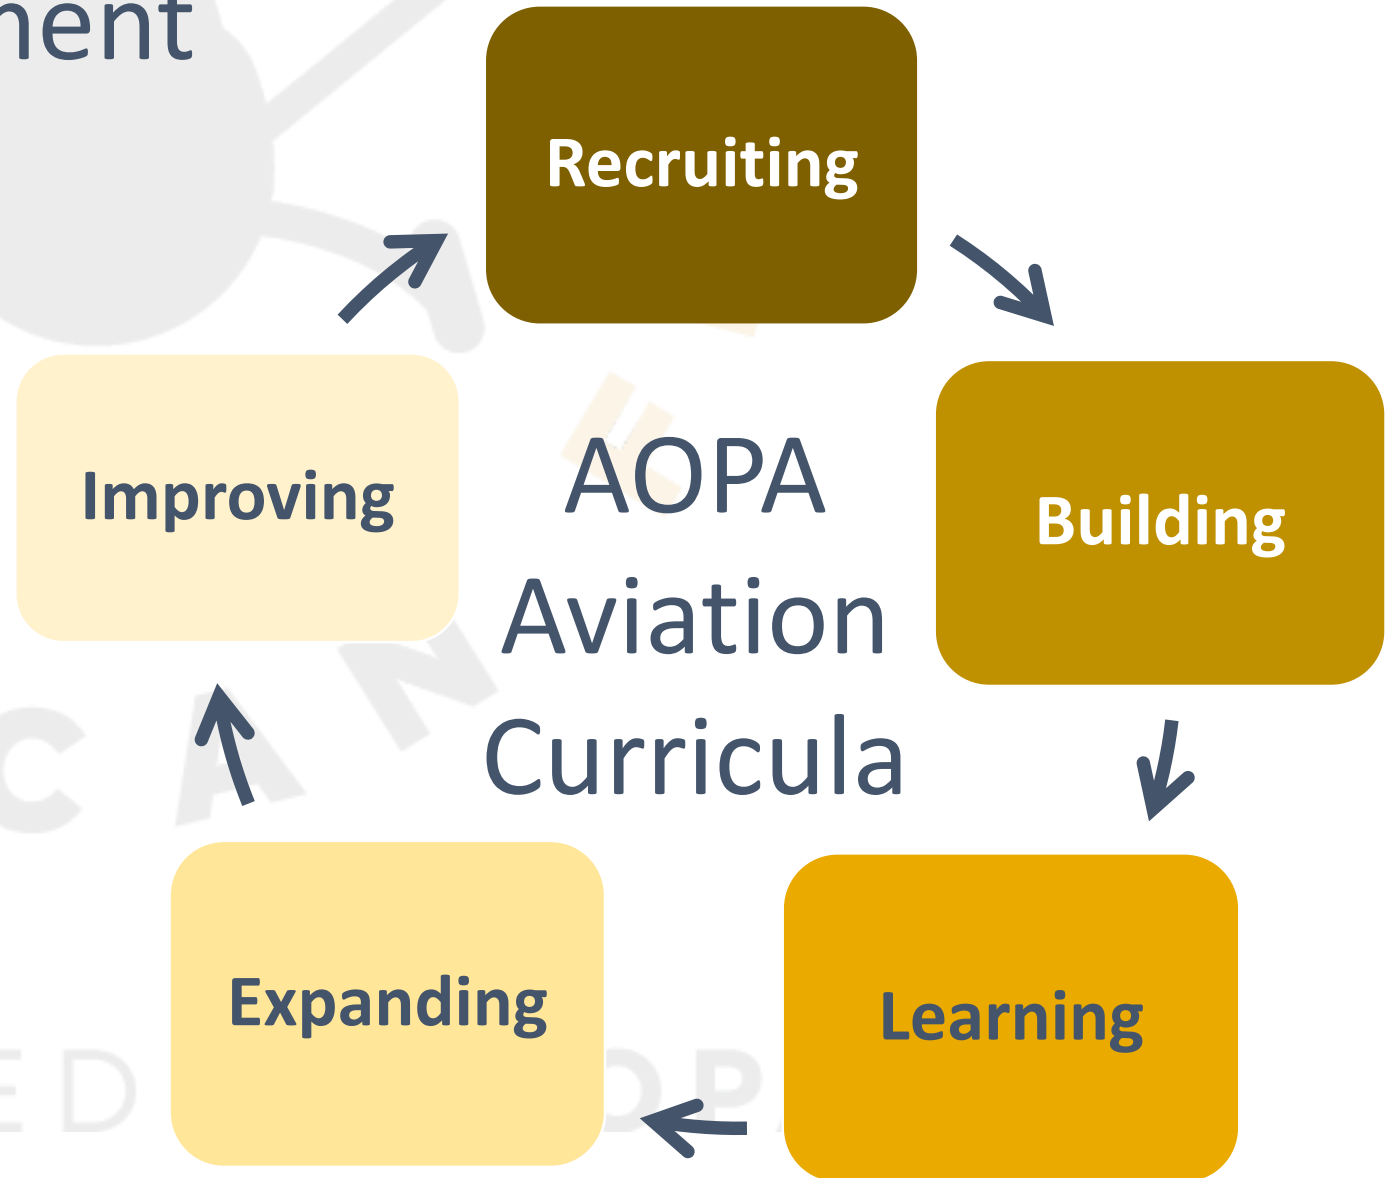 ment
Recruiting
Improving
AOPA
Aviation
Curricula
Building
Expanding
Learning
C A N
E D
O P